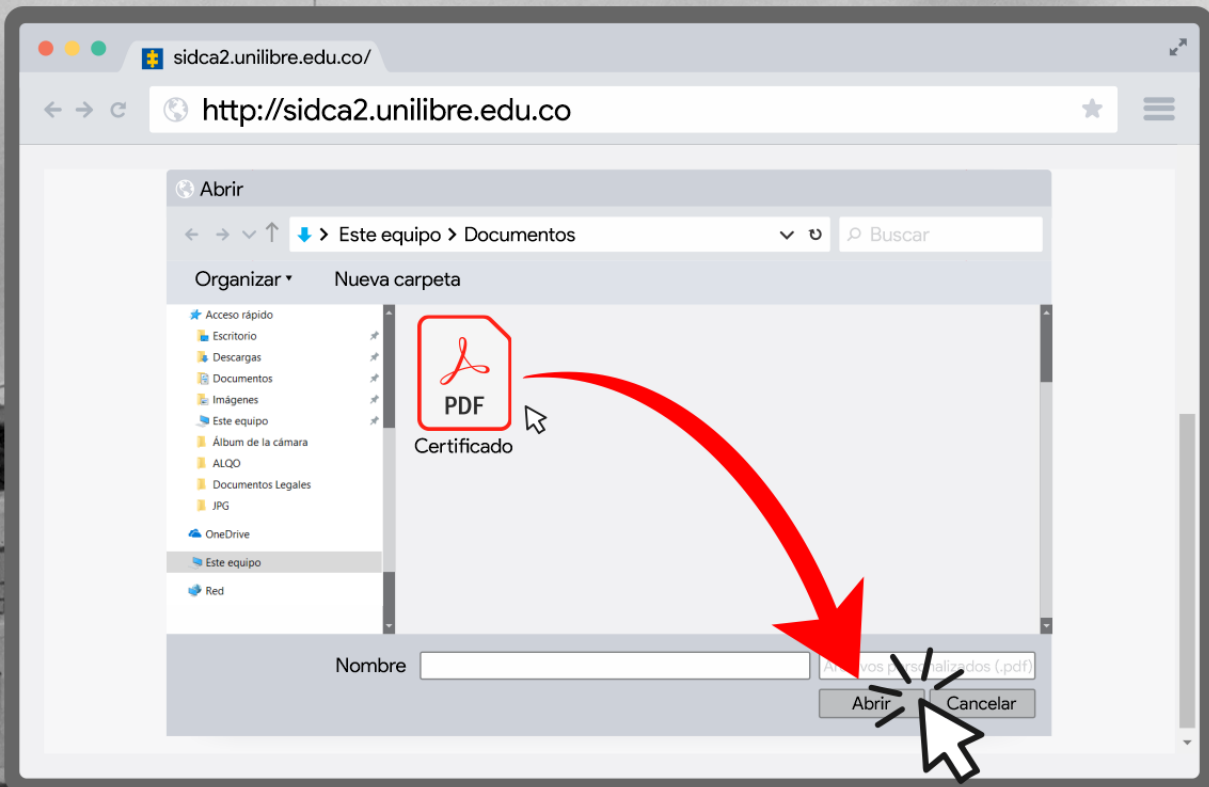 sidca2.unilibre.edu.co/
http://sidca2.unilibre.edu.co
Abrir
Este equipo > Documentos
Buscar
Organizar
Nueva carpeta
Acceso rápido
Escritorio
Descargas
Documentos
Imágenes
Este equipo
Álbum de la cámara
ALQO
Documentos Legales
JPG
OneDrive
Este equipo
Red
PDF
Certificado
Nombre
personalizados (.pdf)
Abrir
Cancelar